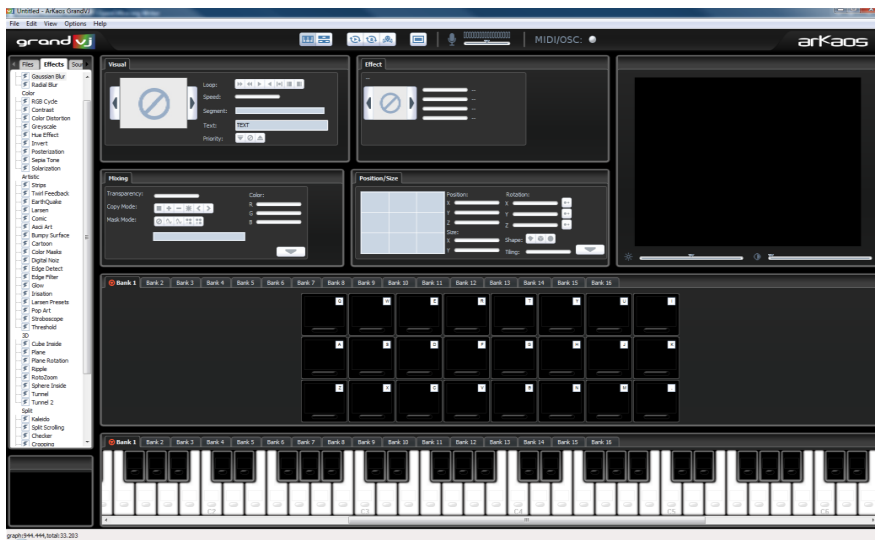 Untitled - ArKaos GrandVJ
File Edit View Options Help
grand vj
MIDI/OSC:
arKaos
Files Effects Sour
Gaussian Blur
Radial Blur
Color
RGB Cycle
Contrast
Color Distortion
Greyscale
Hue Effect
Invert
Posterization
Sepia Tone
Solarization
Artistic
Strips
Twirl Feedback
EarthQuake
Larsen
Comic
Ascii Art
Bumpy Surface
Cartoon
Color Masks
Digital Noiz
Edge Detect
Edge Filter
Glow
Irisation
Larsen Presets
Pop Art
Stroboscope
Threshold
3D
Cube Inside
Plane
Plane Rotation
Ripple
RotoZoom
Sphere Inside
Tunnel
Tunnel 2
Split
Kaleido
Split Scrolling
Checker
Cropping
Visual
Loop:
Speed:
Segment:
Text: TEXT
Priority:
Effect
Mixing
Transparency:
Copy Mode:
Mask Mode:
Color:
R
G
B
Position/Size
Position:
X
Y
Z
Size:
X
Y
Rotation:
X
Y
Z
Shape:
Tiling:
Bank 1 Bank 2 Bank 3 Bank 4 Bank 5 Bank 6 Bank 7 Bank 8 Bank 9 Bank 10 Bank 11 Bank 12 Bank 13 Bank 14 Bank 15 Bank 16
Q W E R T Y U I
A S D F G H J K
Z X C V B N M
Bank 1 Bank 2 Bank 3 Bank 4 Bank 5 Bank 6 Bank 7 Bank 8 Bank 9 Bank 10 Bank 11 Bank 12 Bank 13 Bank 14 Bank 15 Bank 16
C2 C3 C4 C5 C6
graph:944.444,total:33.203